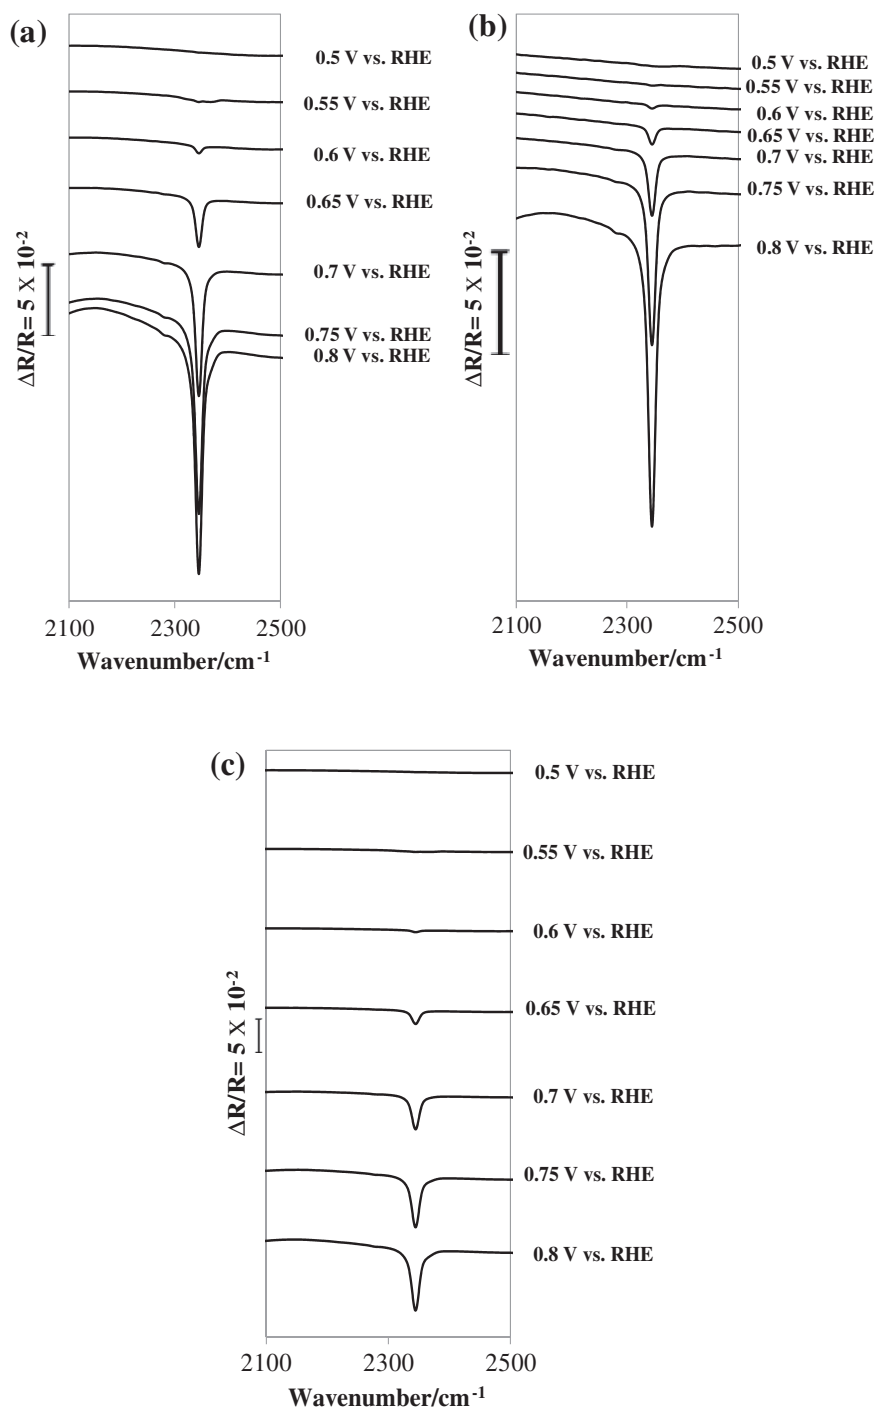 (a)
0.5 V vs. RHE
0.55 V vs. RHE
0.6 V vs. RHE
0.65 V vs. RHE
0.7 V vs. RHE
0.75 V vs. RHE
0.8 V vs. RHE
ΔR/R= 5 X 10⁻²
2100 2300 2500
Wavenumber/cm⁻¹
(b)
0.5 V vs. RHE
0.55 V vs. RHE
0.6 V vs. RHE
0.65 V vs. RHE
0.7 V vs. RHE
0.75 V vs. RHE
0.8 V vs. RHE
ΔR/R= 5 X 10⁻²
2100 2300 2500
Wavenumber/cm⁻¹
(c)
0.5 V vs. RHE
0.55 V vs. RHE
0.6 V vs. RHE
0.65 V vs. RHE
0.7 V vs. RHE
0.75 V vs. RHE
0.8 V vs. RHE
ΔR/R= 5 X 10⁻²
2100 2300 2500
Wavenumber/cm⁻¹